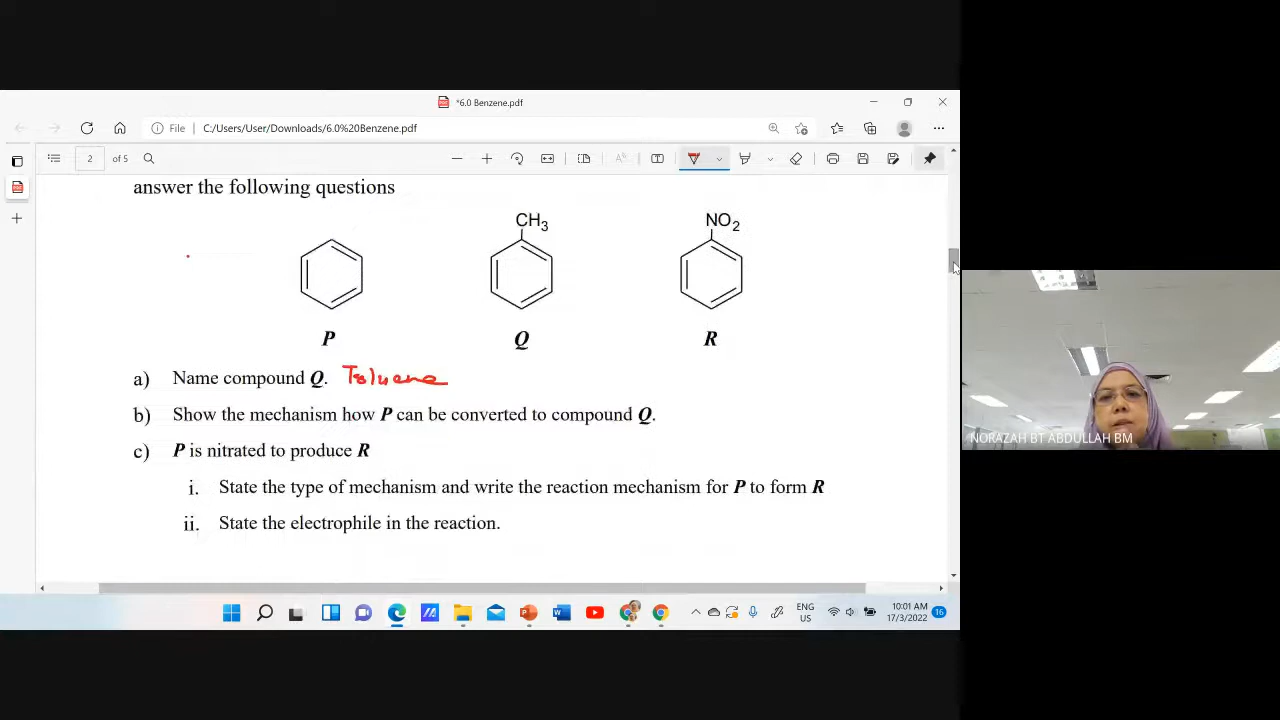 *6.0 Benzene.pdf
File C:/Users/User/Downloads/6.0%20Benzene.pdf
2 of 5
answer the following questions
CH3 NO2
P Q R
a) Name compound Q. Toluene
b) Show the mechanism how P can be converted to compound Q.
c) P is nitrated to produce R
i. State the type of mechanism and write the reaction mechanism for P to form R
ii. State the electrophile in the reaction.
NORAZAH BT ABDULLAH BM
ENG 10:01 AM
US 17/3/2022 16